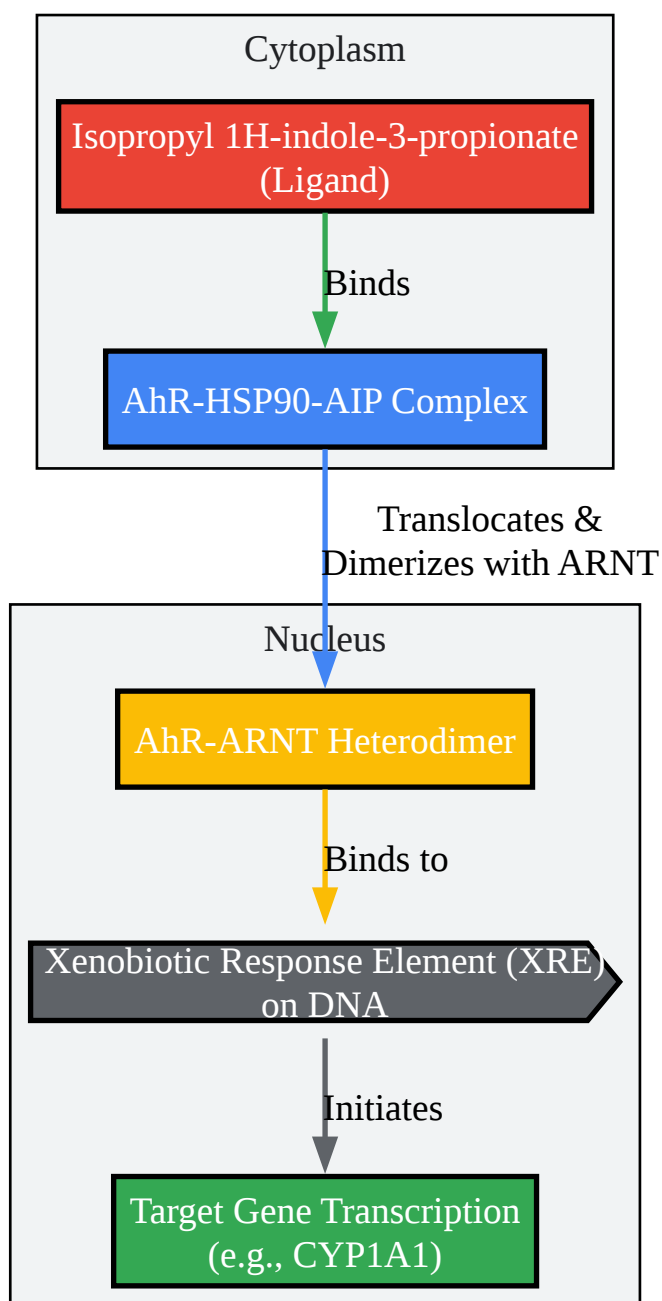 Cytoplasm
Isopropyl 1H-indole-3-propionate
(Ligand)
Binds
AhR-HSP90-AIP Complex
Translocates &
Dimerizes with ARNT
Nucleus
AhR-ARNT Heterodimer
Binds to
Xenobiotic Response Element (XRE)
on DNA
Initiates
Target Gene Transcription
(e.g., CYP1A1)